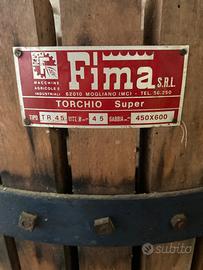 Fima S.R.L.
MACCHINE
AGRICOLE E
INDUSTRIALI
62010 MOGLIANO (MC) - TEL. 56.250
TORCHIO Super
TIPO TR.45 VITE Ø- 45 GABBIA - 450X600
subito